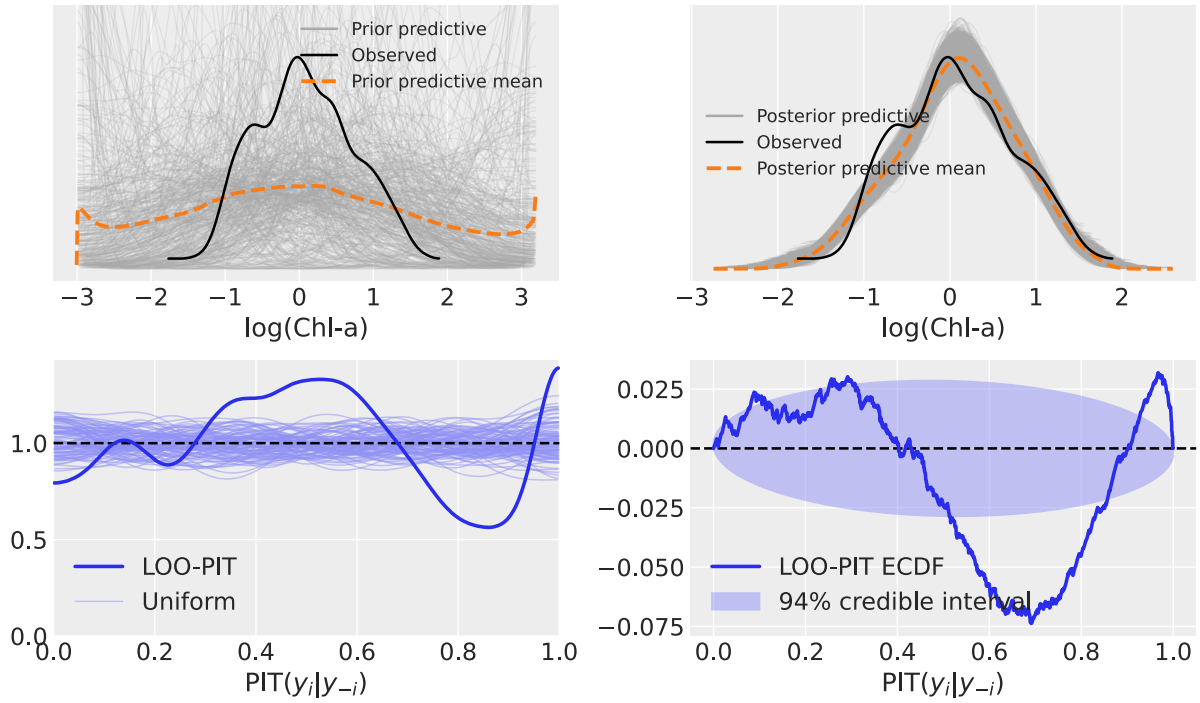 Prior predictive
Observed
Prior predictive mean
−3 −2 −1 0 1 2 3
log(Chl-a)
Posterior predictive
Observed
Posterior predictive mean
−3 −2 −1 0 1 2
log(Chl-a)
1.0
0.5
0.0
LOO-PIT
Uniform
0.0 0.2 0.4 0.6 0.8 1.0
PIT(y_i|y_{−i})
0.025
0.000
−0.025
−0.050
−0.075
LOO-PIT ECDF
94% credible interval
0.0 0.2 0.4 0.6 0.8 1.0
PIT(y_i|y_{−i})